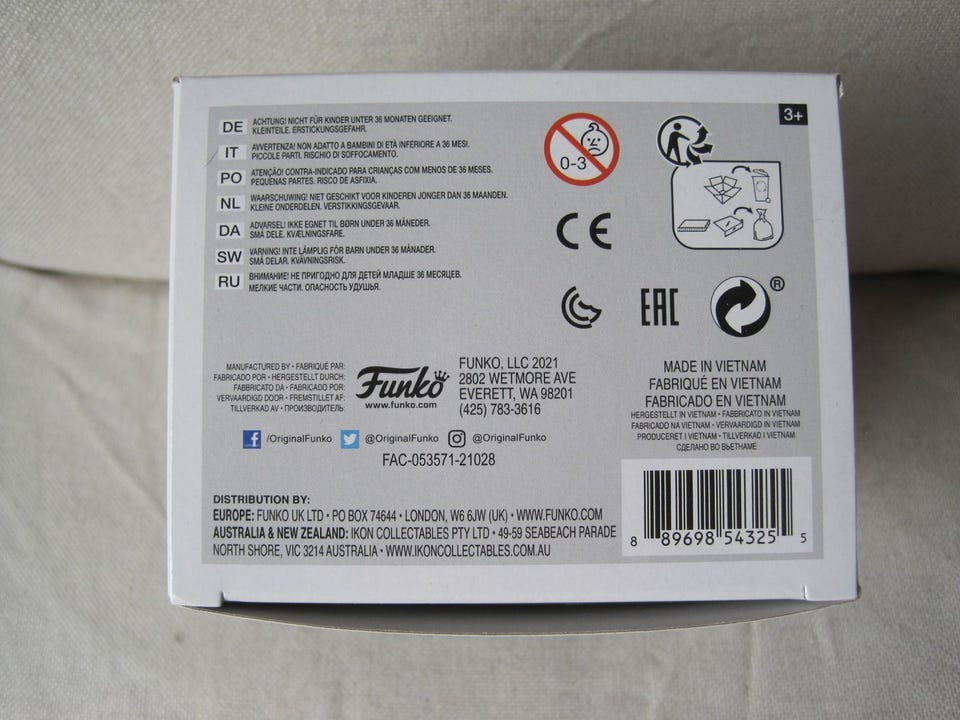 DE ACHTUNG! NICHT FÜR KINDER UNTER 36 MONATEN GEEIGNET.
KLEINTEILE. ERSTICKUNGSGEFAHR.
IT AVVERTENZA! NON ADATTO A BAMBINI DI ETÀ INFERIORE A 36 MESI.
PICCOLE PARTI. RISCHIO DI SOFFOCAMENTO.
PO ATENÇÃO! CONTRA-INDICADO PARA CRIANÇAS COM MENOS DE 36 MESES.
PEQUENAS PARTES. RISCO DE ASFIXIA.
NL WAARSCHUWING! NIET GESCHIKT VOOR KINDEREN JONGER DAN 36 MAANDEN.
KLEINE ONDERDELEN. VERSTIKKINGSGEVAAR.
DA ADVARSEL! IKKE EGNET TIL BØRN UNDER 36 MÅNEDER.
SMÅ DELE. KVÆLNINGSFARE.
SW VARNING! INTE LÄMPLIG FÖR BARN UNDER 36 MÅNADER.
SMÅ DELAR. KVÄVNINGSRISK.
RU ВНИМАНИЕ! НЕ ПРИГОДНО ДЛЯ ДЕТЕЙ МЛАДШЕ 36 МЕСЯЦЕВ.
МЕЛКИЕ ЧАСТИ. ОПАСНОСТЬ УДУШЬЯ.
0-3
3+
CE
EAC
®
MANUFACTURED BY • FABRIQUÉ PAR:
FABRICADO POR • HERGESTELLT DURCH:
FABBRICATO DA • FABRICADO POR:
VERVAARDIGD DOOR • FREMSTILLET AF:
TILLVERKAD AV • ПРОИЗВОДИТЕЛЬ:
Funko
www.funko.com
FUNKO, LLC 2021
2802 WETMORE AVE
EVERETT, WA 98201
(425) 783-3616
/OriginalFunko @OriginalFunko @OriginalFunko
FAC-053571-21028
MADE IN VIETNAM
FABRIQUÉ EN VIETNAM
FABRICADO EN VIETNAM
HERGESTELLT IN VIETNAM • FABBRICATO IN VIETNAM
FABRICADO NA VIETNAM • VERVAARDIGD IN VIETNAM
PRODUCERET I VIETNAM • TILLVERKAD I VIETNAM
СДЕЛАНО ВО ВЬЕТНАМЕ
DISTRIBUTION BY:
EUROPE: FUNKO UK LTD • PO BOX 74644 • LONDON, W6 6JW (UK) • WWW.FUNKO.COM
AUSTRALIA & NEW ZEALAND: IKON COLLECTABLES PTY LTD • 49-59 SEABEACH PARADE
NORTH SHORE, VIC 3214 AUSTRALIA • WWW.IKONCOLLECTABLES.COM.AU
8 89698 54325 5